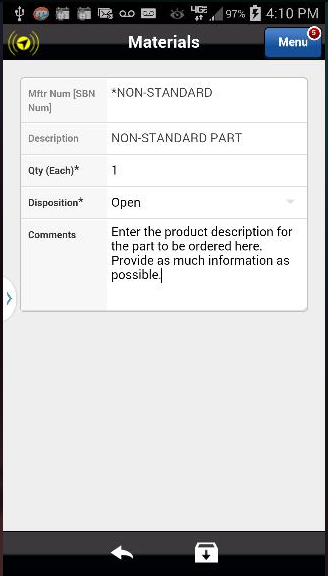 4G LTE 97% 4:10 PM
Materials
Menu
5
Mftr Num [SBN
Num]
*NON-STANDARD
Description
NON-STANDARD PART
Qty (Each)*
1
Disposition*
Open
Comments
Enter the product description for
the part to be ordered here.
Provide as much information as
possible.